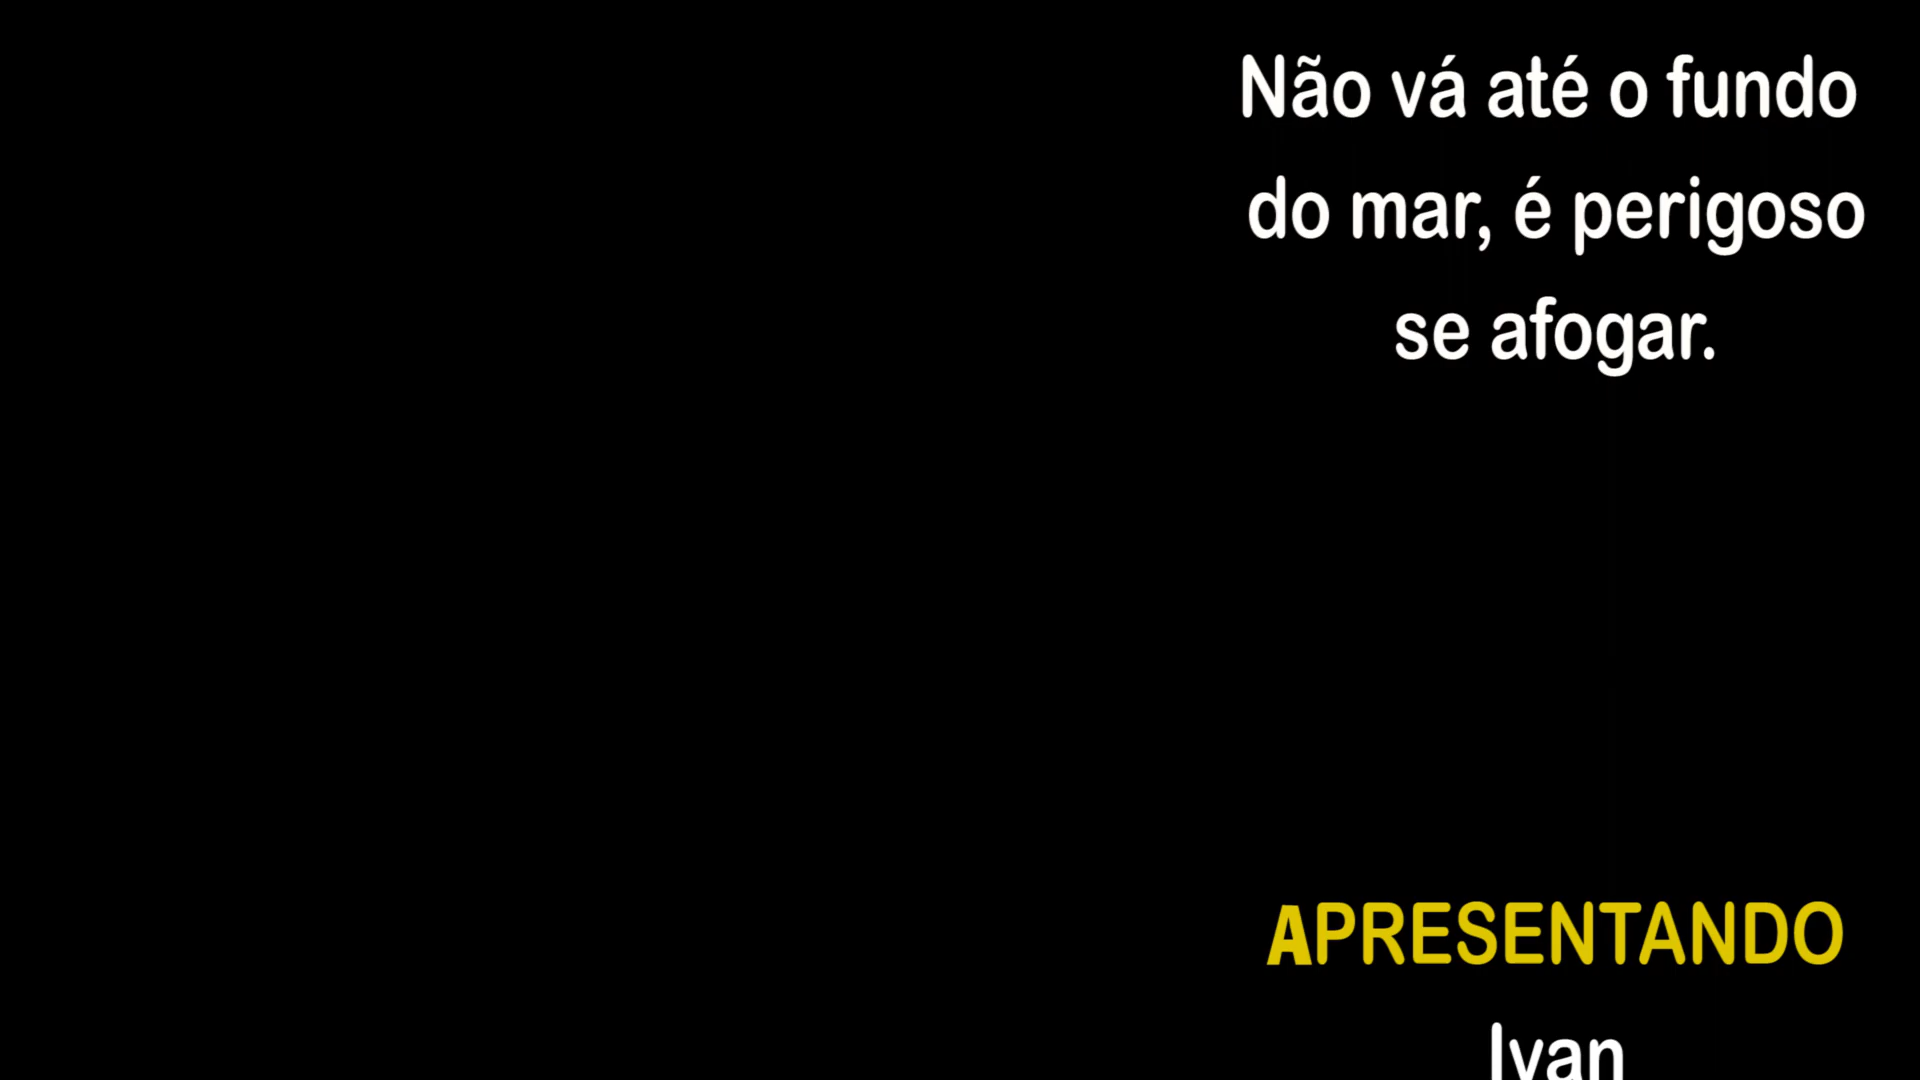 Não vá até o fundo
do mar, é perigoso
se afogar.
APRESENTANDO
Ivan